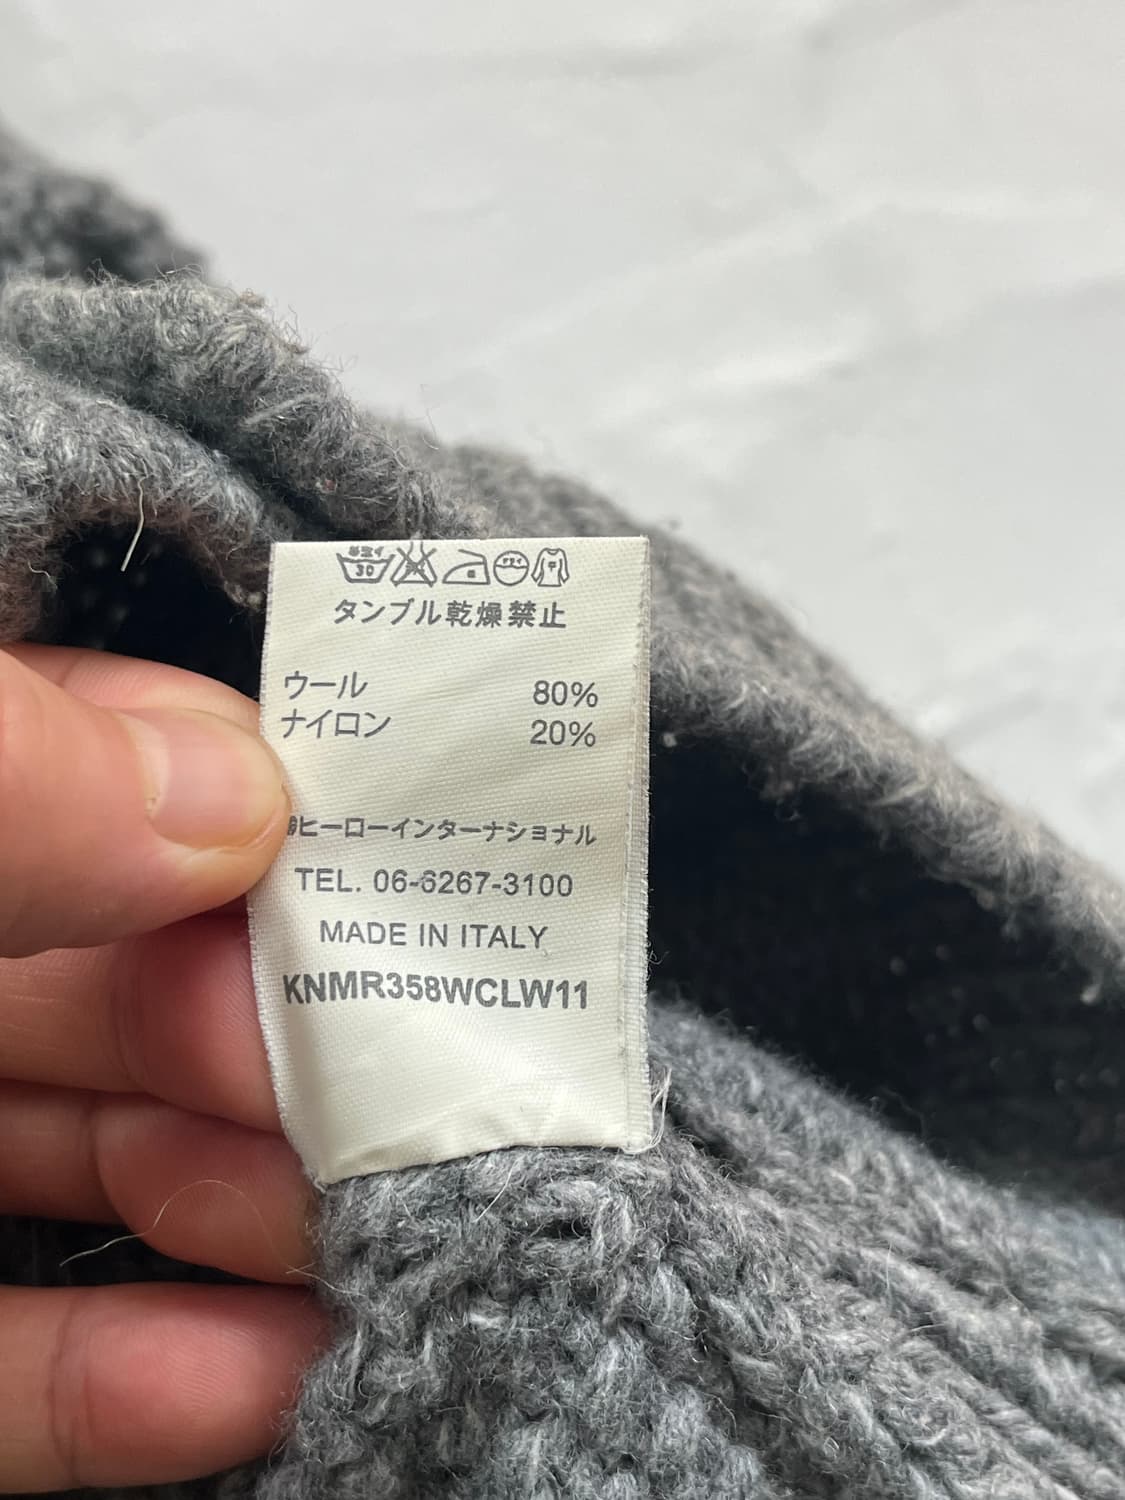 30
タンブル乾燥禁止
ウール 80%
ナイロン 20%
ヒーローインターナショナル
TEL. 06-6267-3100
MADE IN ITALY
KNMR358WCLW11